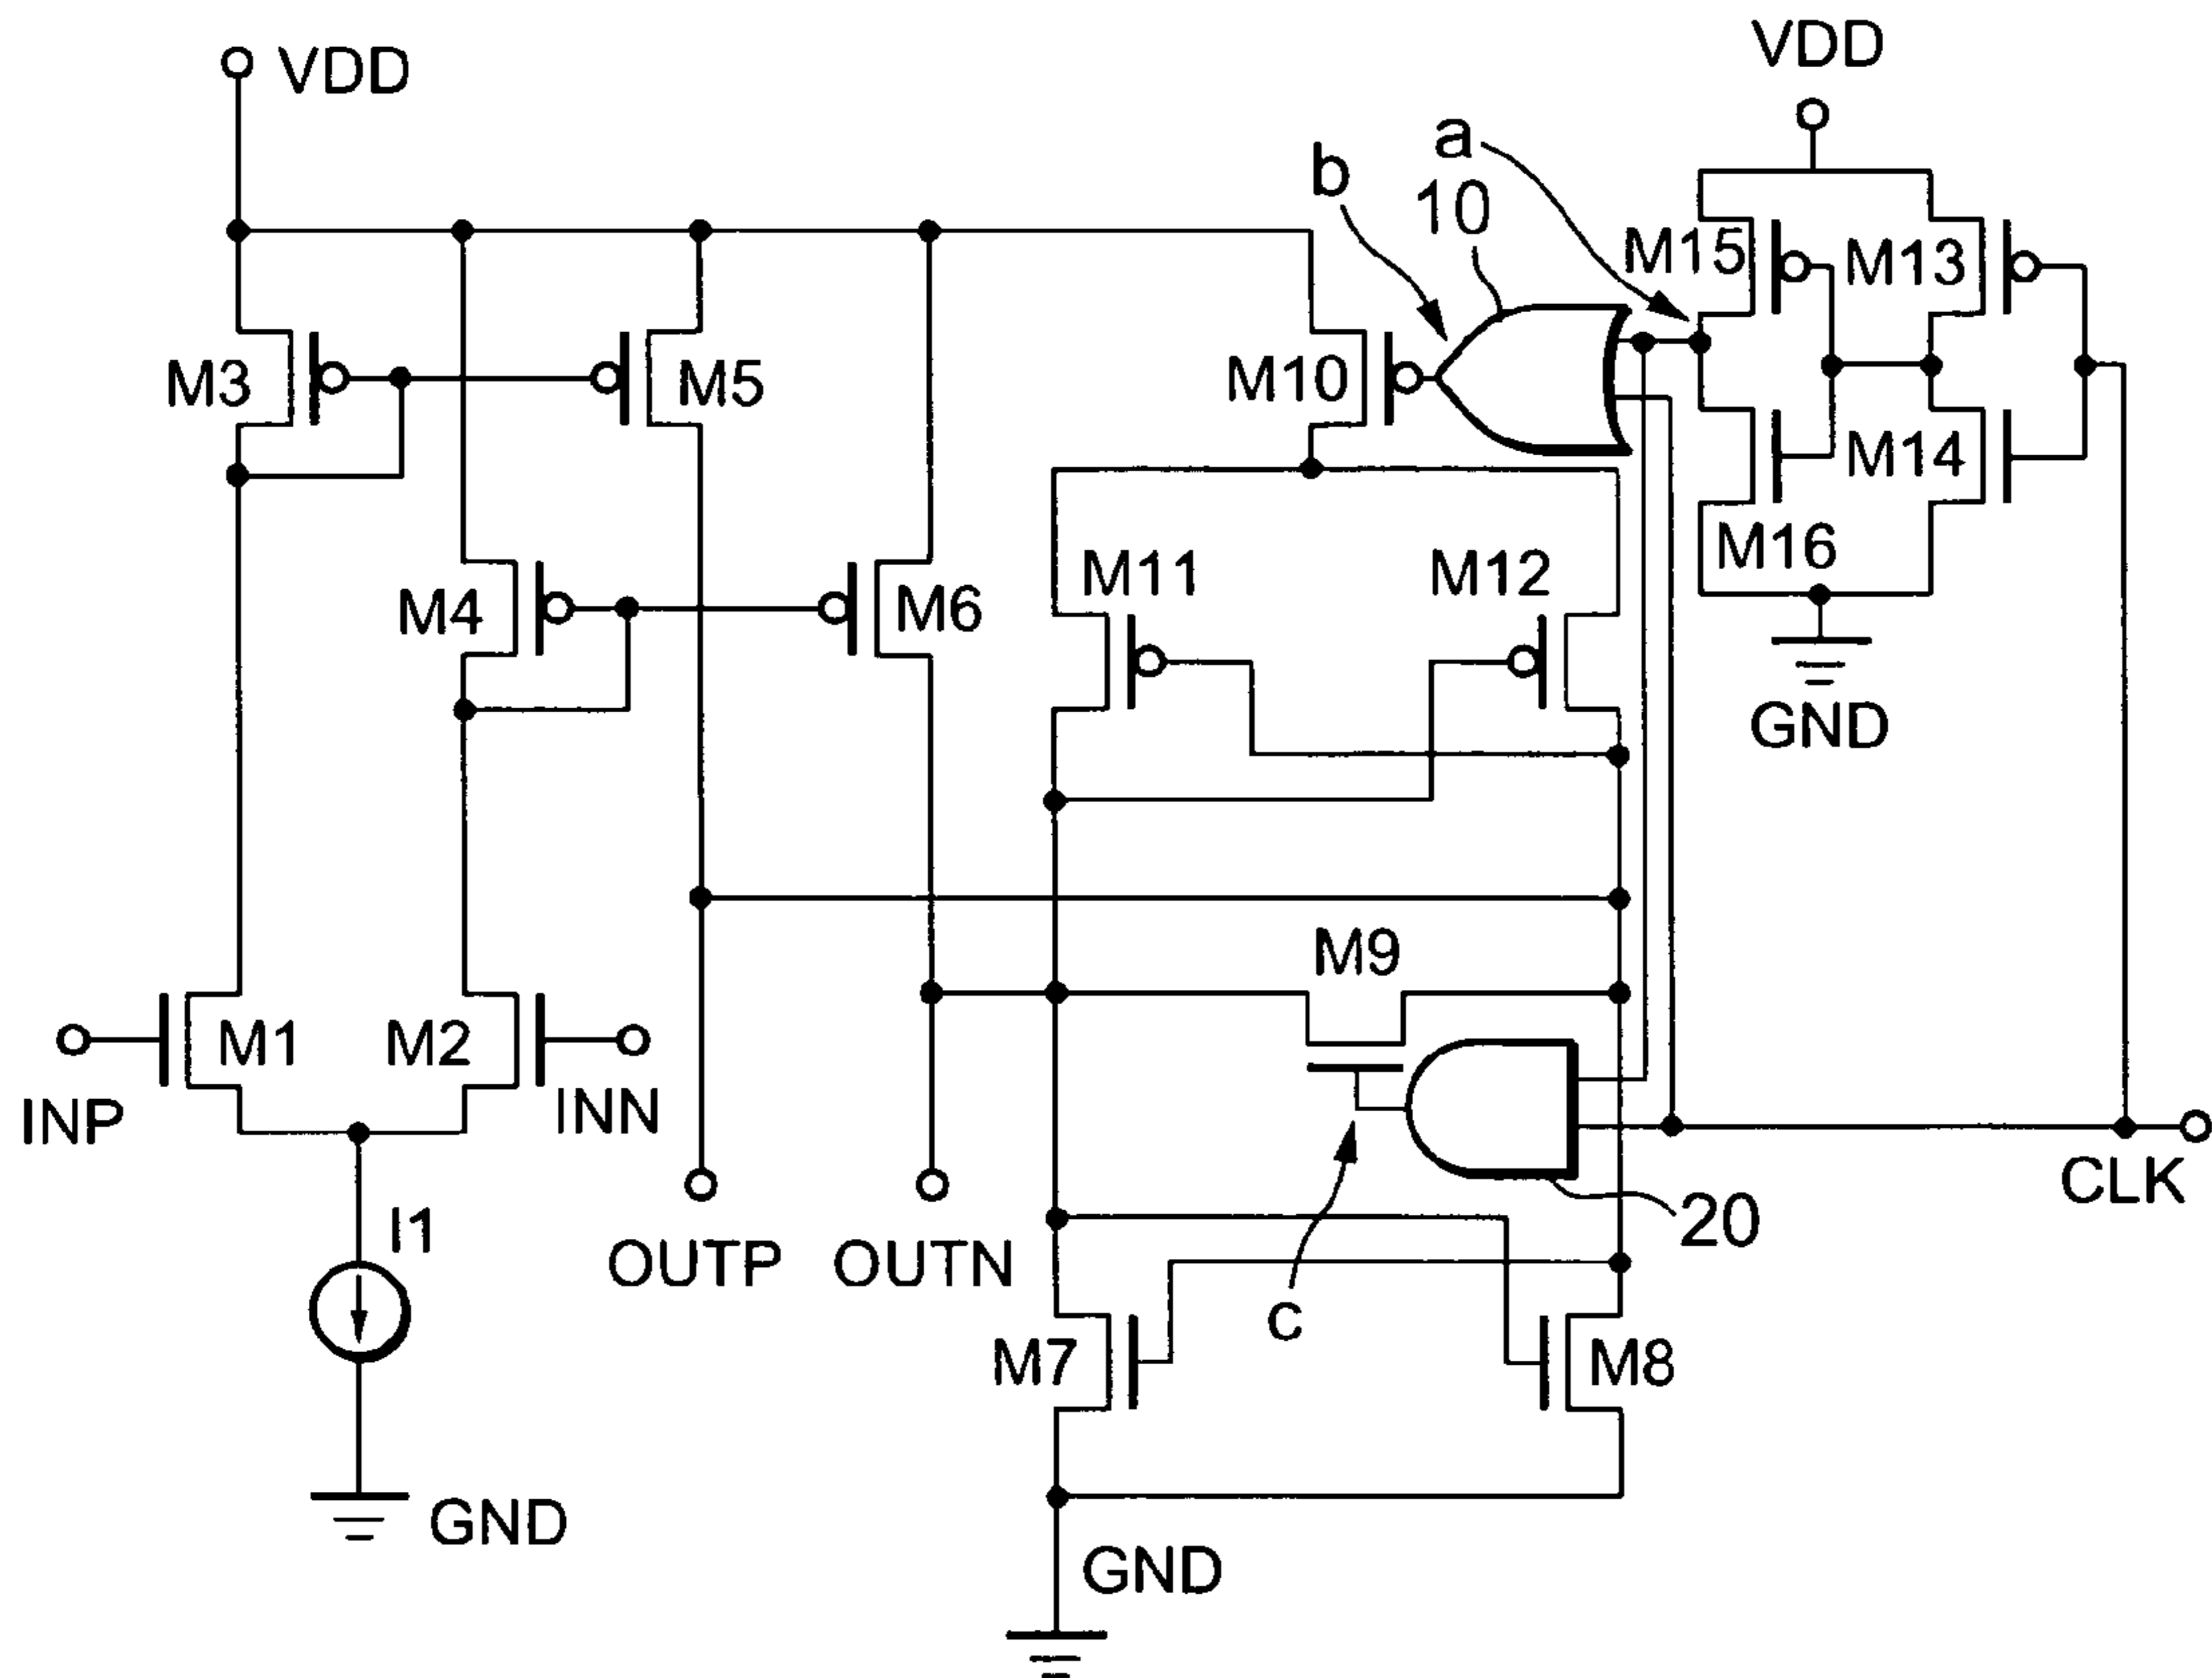 VDD
VDD
a
b
10
M15
M13
M3
M5
M10
M14
M16
M11
M12
M4
M6
GND
M9
M1
M2
INP
INN
CLK
I1
20
OUTP
OUTN
c
M7
M8
GND
GND